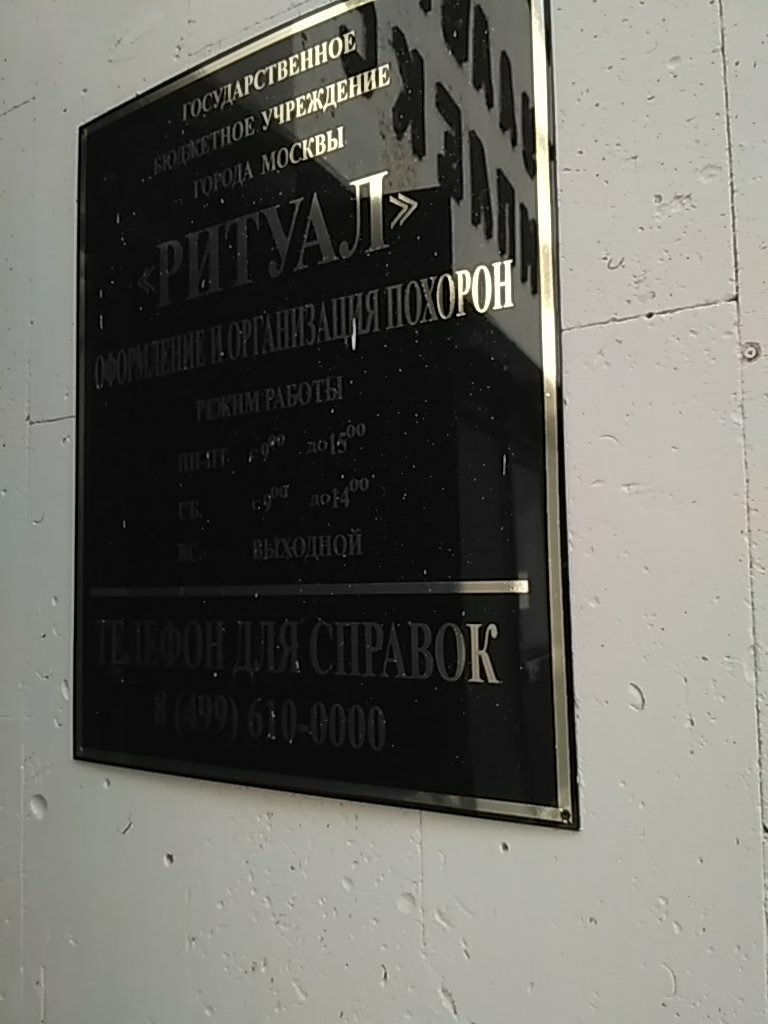 ГОСУДАРСТВЕННОЕ
БЮДЖЕТНОЕ УЧРЕЖДЕНИЕ
ГОРОДА МОСКВЫ
«РИТУАЛ»
ОФОРМЛЕНИЕ И ОРГАНИЗАЦИЯ ПОХОРОН
РЕЖИМ РАБОТЫ
ПН-ПТ. с 9⁰⁰ до 15⁰⁰
СБ. с 9⁰⁰ до 14⁰⁰
ВС.- ВЫХОДНОЙ
ТЕЛЕФОН ДЛЯ СПРАВОК
8 (499) 610-0000